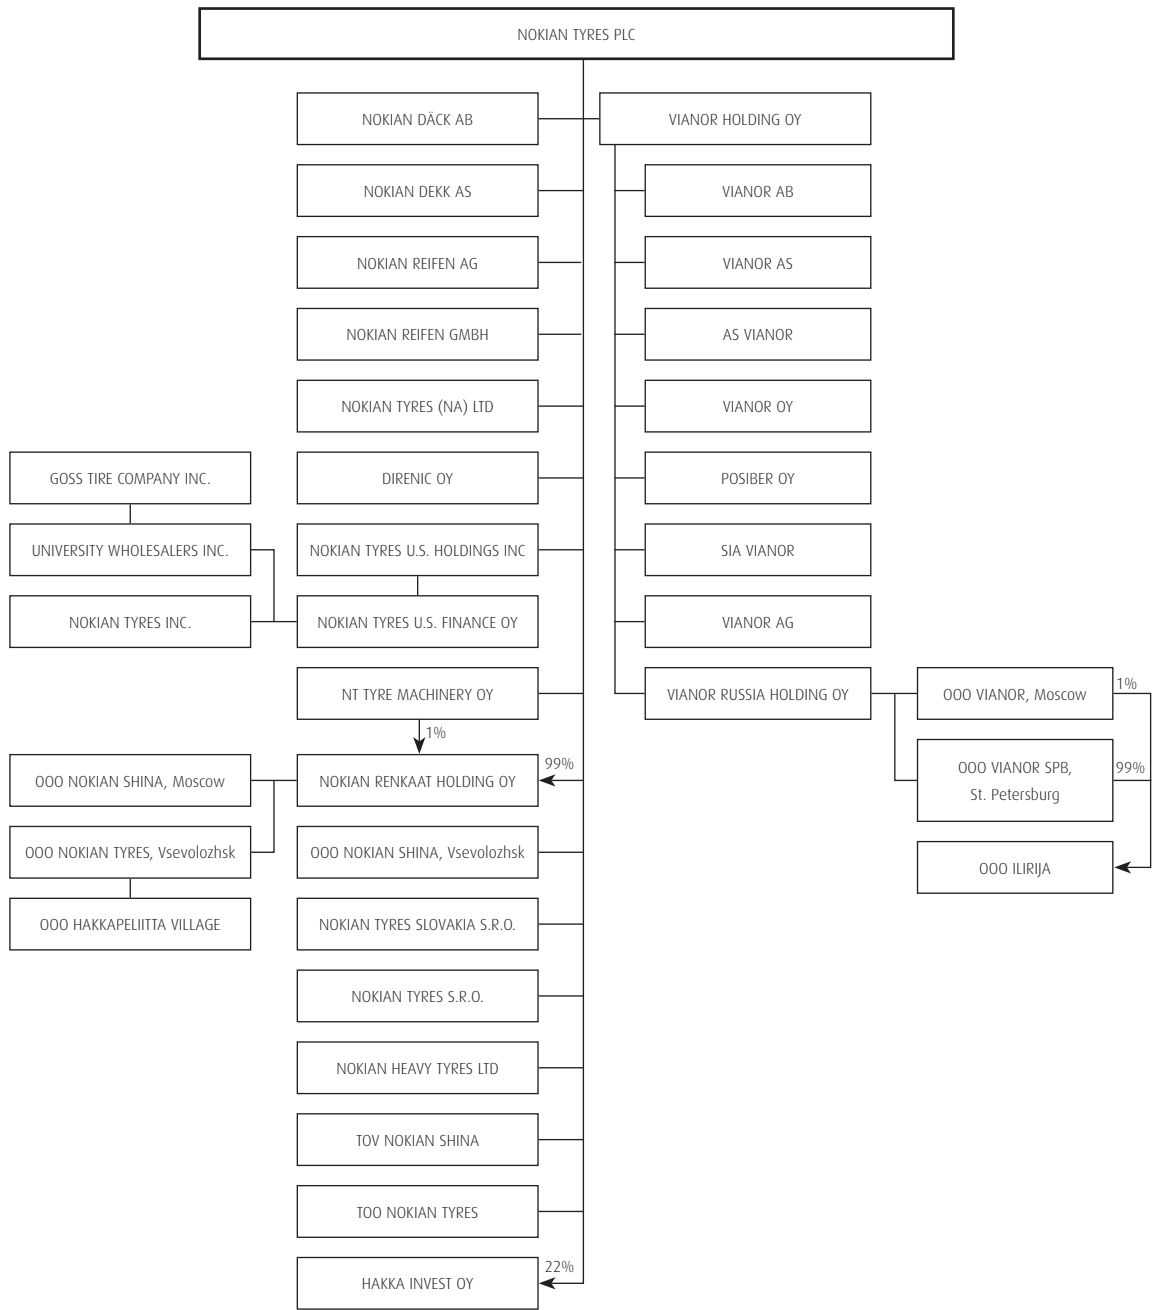 NOKIAN TYRES PLC
NOKIAN DÄCK AB
VIANOR HOLDING OY
NOKIAN DEKK AS
VIANOR AB
NOKIAN REIFEN AG
VIANOR AS
NOKIAN REIFEN GMBH
AS VIANOR
NOKIAN TYRES (NA) LTD
VIANOR OY
GOSS TIRE COMPANY INC.
DIRENIC OY
POSIBER OY
UNIVERSITY WHOLESALERS INC.
NOKIAN TYRES U.S. HOLDINGS INC
SIA VIANOR
NOKIAN TYRES INC.
NOKIAN TYRES U.S. FINANCE OY
VIANOR AG
NT TYRE MACHINERY OY
VIANOR RUSSIA HOLDING OY
OOO VIANOR, Moscow
1%
1%
OOO NOKIAN SHINA, Moscow
NOKIAN RENKAAT HOLDING OY
99%
OOO VIANOR SPB,
St. Petersburg
99%
OOO NOKIAN TYRES, Vsevolozhsk
OOO NOKIAN SHINA, Vsevolozhsk
OOO ILIRIJA
OOO HAKKAPELIITTA VILLAGE
NOKIAN TYRES SLOVAKIA S.R.O.
NOKIAN TYRES S.R.O.
NOKIAN HEAVY TYRES LTD
TOV NOKIAN SHINA
TOO NOKIAN TYRES
22%
HAKKA INVEST OY